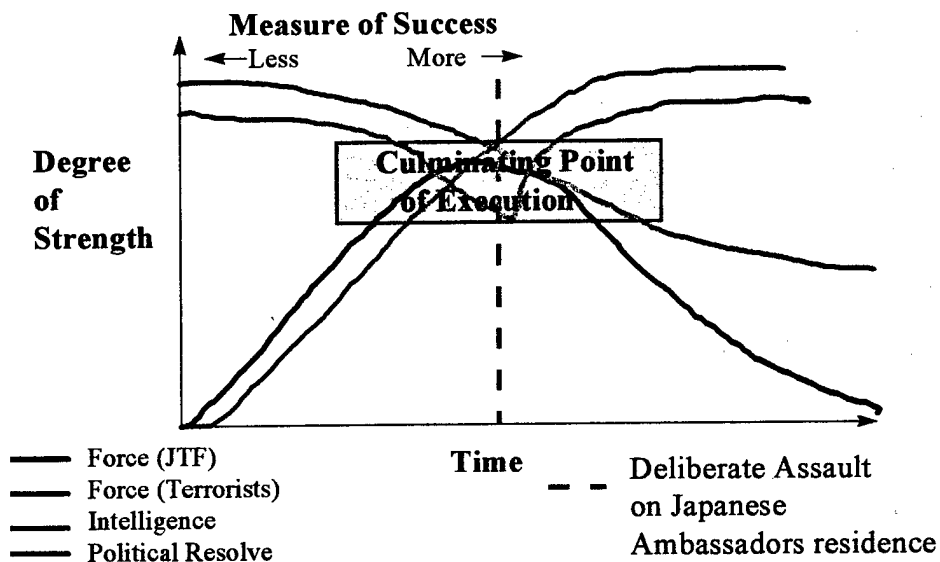 Measure of Success
Less
More
Degree
of
Strength
Culminating Point
of Execution
Time
Force (JTF)
Force (Terrorists)
Intelligence
Political Resolve
Deliberate Assault
on Japanese
Ambassadors residence